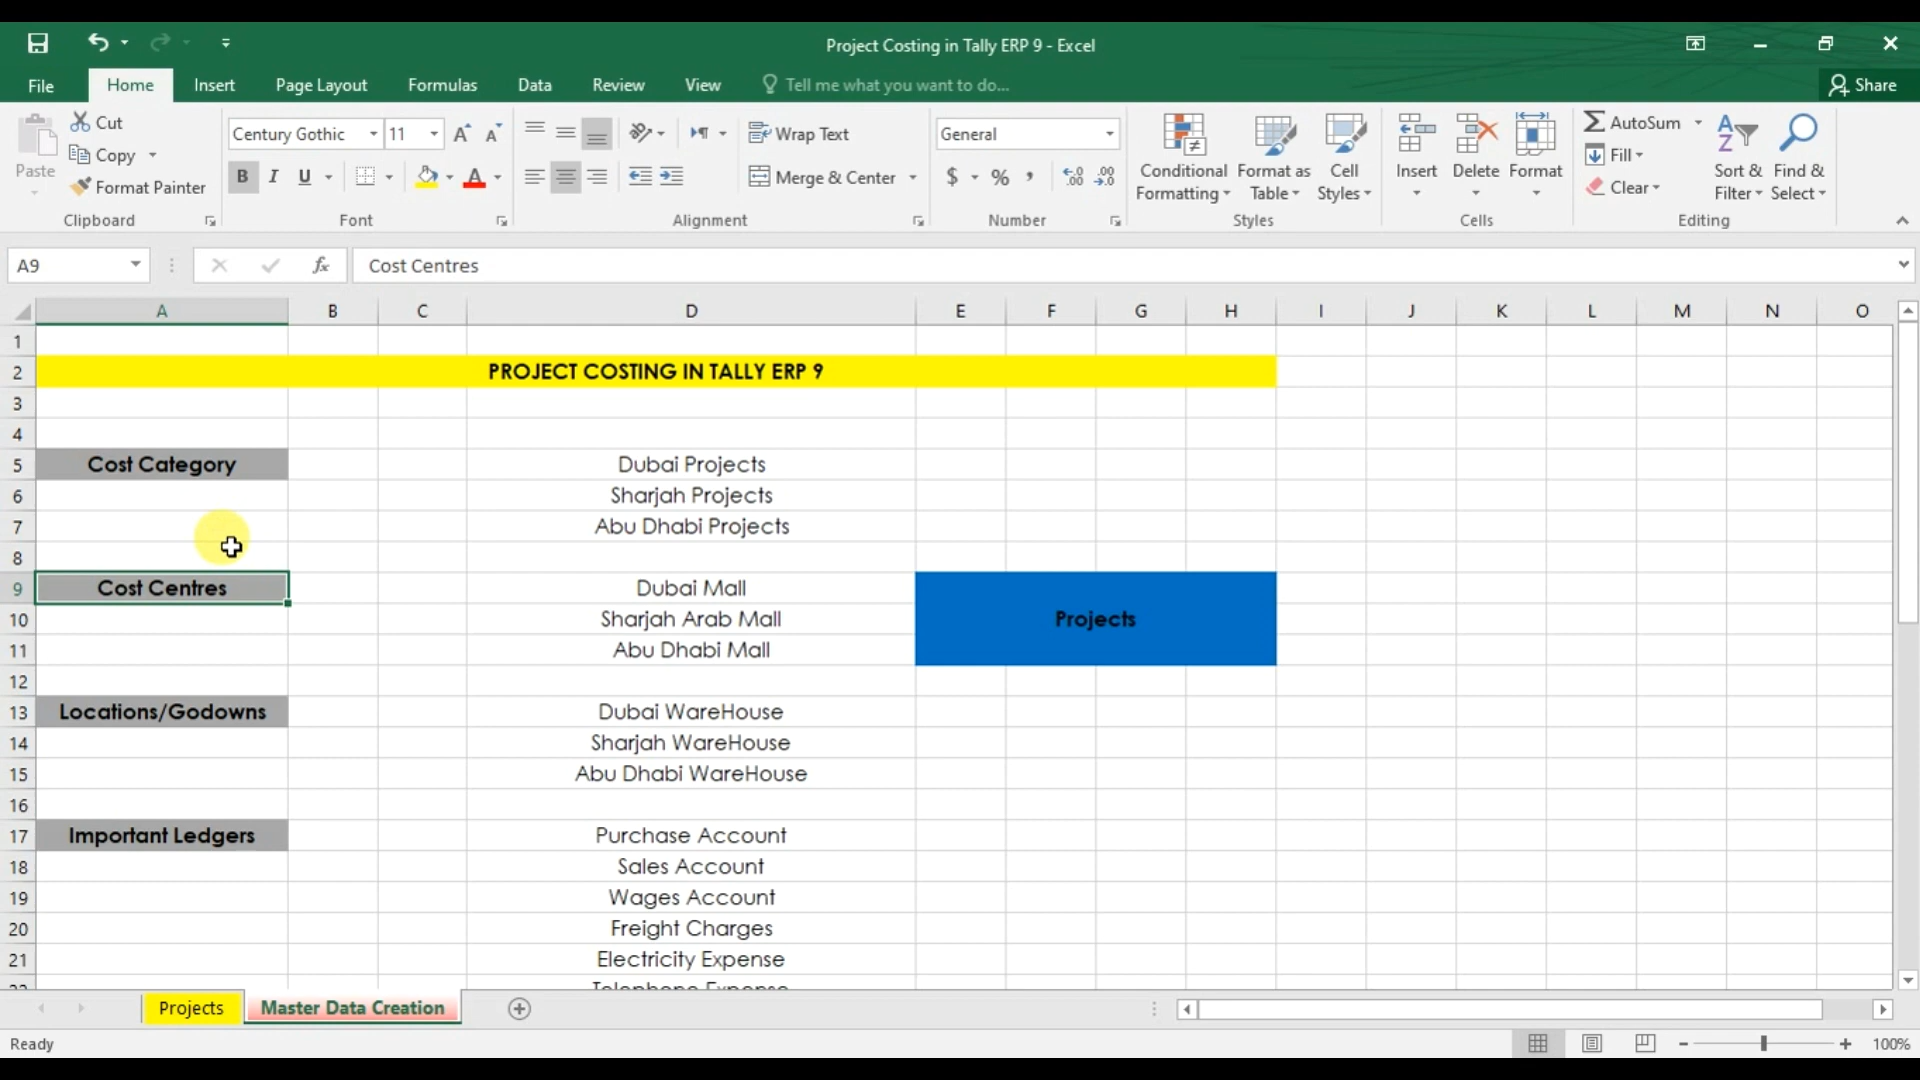 Project Costing in Tally ERP 9 - Excel
File Home Insert Page Layout Formulas Data Review View Tell me what you want to do... Share
Paste
Cut
Copy
Format Painter
Clipboard
Century Gothic 11
B I U
Font
Wrap Text
Merge & Center
Alignment
General
$ % ,
Number
Conditional Formatting
Format as Table
Cell Styles
Styles
Insert Delete Format
Cells
AutoSum
Fill
Clear
Sort & Filter
Find & Select
Editing
A9 fx Cost Centres
A B C D E F G H I J K L M N O
1
2 PROJECT COSTING IN TALLY ERP 9
3
4
5 Cost Category Dubai Projects
6 Sharjah Projects
7 Abu Dhabi Projects
8
9 Cost Centres Dubai Mall
10 Sharjah Arab Mall Projects
11 Abu Dhabi Mall
12
13 Locations/Godowns Dubai WareHouse
14 Sharjah WareHouse
15 Abu Dhabi WareHouse
16
17 Important Ledgers Purchase Account
18 Sales Account
19 Wages Account
20 Freight Charges
21 Electricity Expense
Projects Master Data Creation
Ready 100%